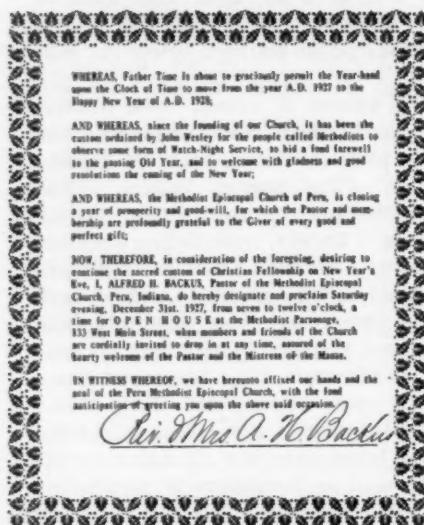 WHEREAS, Father Time is about to graciously permit the Year-hand
upon the Clock of Time to move from the year A.D. 1927 to the
Happy New Year of A.D. 1928;
AND WHEREAS, since the founding of our Church, it has been the
custom ordained by John Wesley for the people called Methodists to
observe some form of Watch-Night Service, to bid a fond farewell
to the passing Old Year, and to welcome with gladness and good
resolutions the coming of the New Year;
AND WHEREAS, the Methodist Episcopal Church of Peru, is closing
a year of prosperity and good-will, for which the Pastor and mem-
bership are profoundly grateful to the Giver of every good and
perfect gift;
NOW, THEREFORE, in consideration of the foregoing, desiring to
continue the sacred custom of Christian Fellowship on New Year's
Eve, I, ALFRED H. BACKUS, Pastor of the Methodist Episcopal
Church, Peru, Indiana, do hereby designate and proclaim Saturday
evening, December 31st, 1927, from seven to twelve o'clock, a
time for OPEN HOUSE at the Methodist Parsonage,
133 West Main Street, when members and friends of the Church
are cordially invited to drop in at any time, assured of the
hearty welcome of the Pastor and the Mistress of the Manse.
IN WITNESS WHEREOF, we have hereunto affixed our hands and the
seal of the Peru Methodist Episcopal Church, with the fond
anticipation of greeting you upon the above said occasion.
Rev. & Mrs A. H. Backus